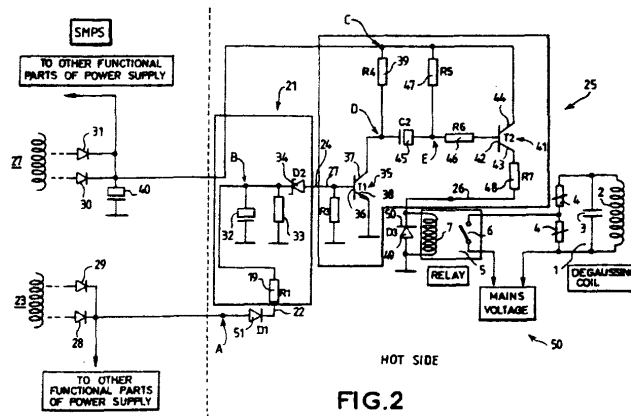 SMPS
TO OTHER FUNCTIONAL
PARTS OF POWER SUPPLY
27
31
30
40
29
23
28
TO OTHER
FUNCTIONAL PARTS
OF POWER SUPPLY
21
B
32
33
34
D2
24
19
R1
22
A
51
D1
C
R4
39
47
R5
D
C2
45
E
R6
46
44
42
T2
41
43
R7
48
25
37
27
T1
35
R3
36
38
26
50
D3
49
7
6
5
RELAY
4
4
3
2
1
DEGAUSSING
COIL
MAINS
VOLTAGE
50
HOT SIDE
FIG.2